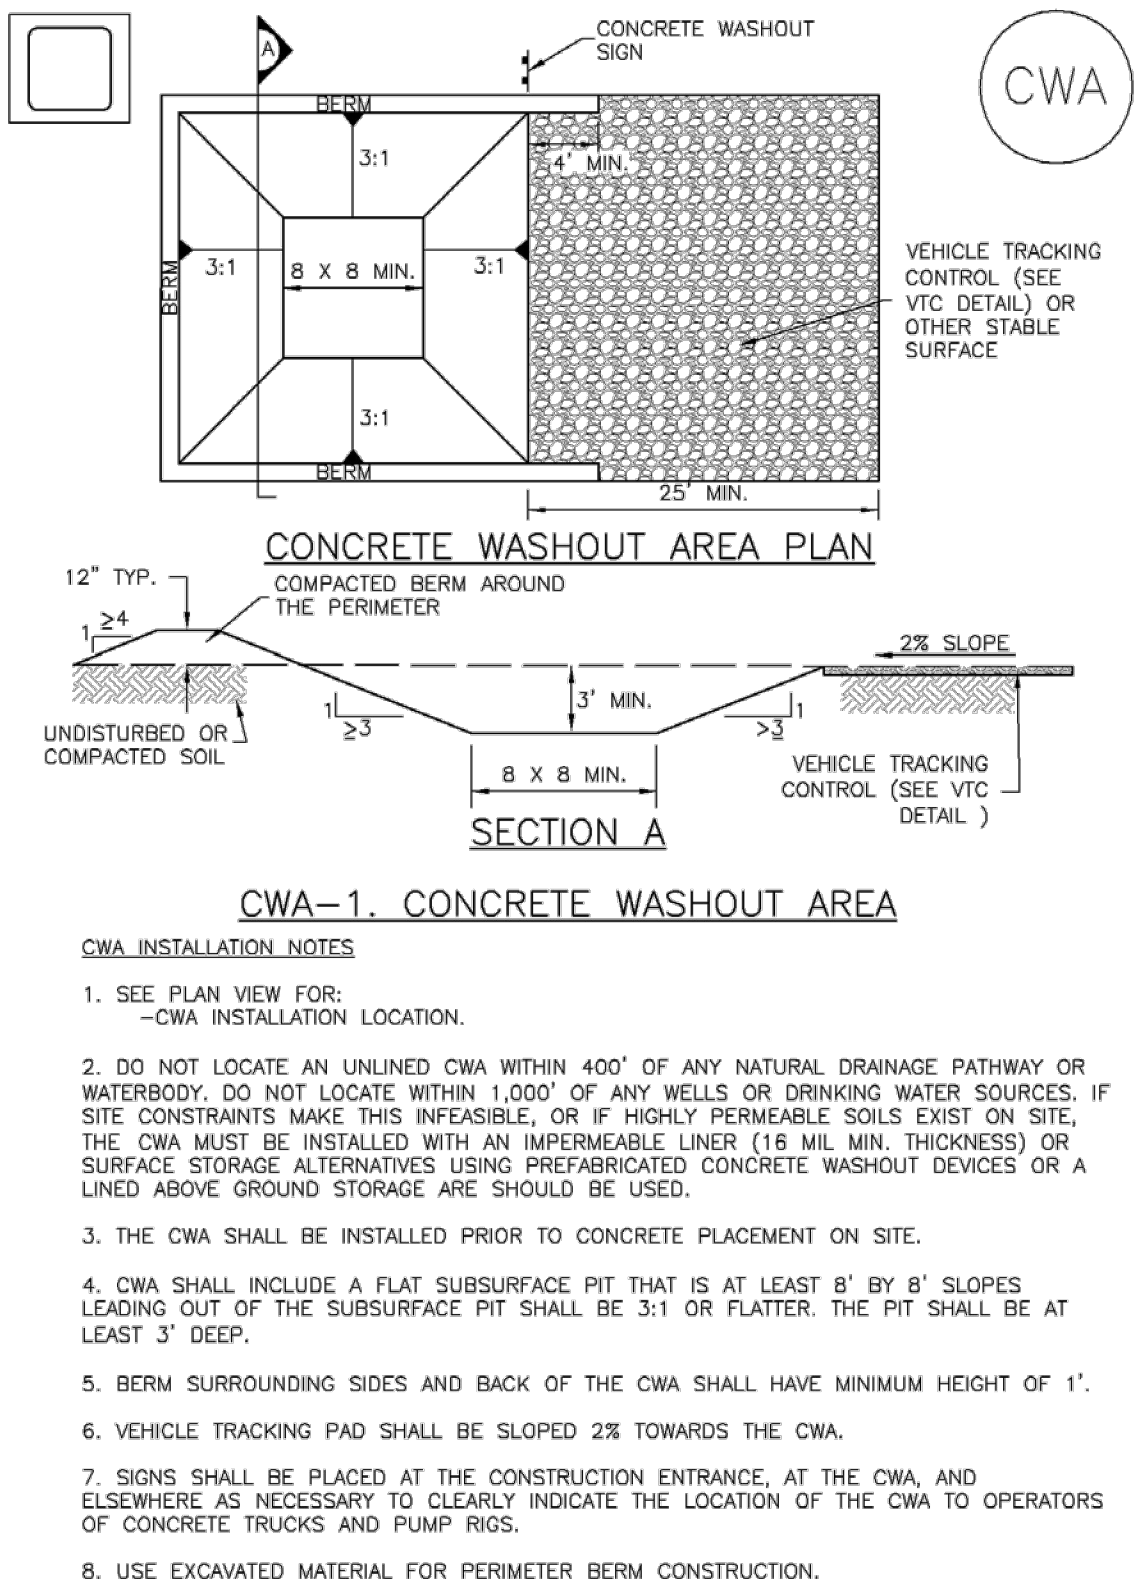 A
CONCRETE WASHOUT
SIGN
CWA
BERM
3:1
4' MIN.
BERM
3:1
8 X 8 MIN.
3:1
VEHICLE TRACKING
CONTROL (SEE
VTC DETAIL) OR
OTHER STABLE
SURFACE
3:1
BERM
25' MIN.
CONCRETE WASHOUT AREA PLAN
12" TYP.
COMPACTED BERM AROUND
THE PERIMETER
1
≥4
2% SLOPE
3' MIN.
1
≥3
1
>3
UNDISTURBED OR
COMPACTED SOIL
8 X 8 MIN.
VEHICLE TRACKING
CONTROL (SEE VTC
DETAIL )
SECTION A
CWA-1. CONCRETE WASHOUT AREA
CWA INSTALLATION NOTES
1. SEE PLAN VIEW FOR:
-CWA INSTALLATION LOCATION.
2. DO NOT LOCATE AN UNLINED CWA WITHIN 400' OF ANY NATURAL DRAINAGE PATHWAY OR
WATERBODY. DO NOT LOCATE WITHIN 1,000' OF ANY WELLS OR DRINKING WATER SOURCES. IF
SITE CONSTRAINTS MAKE THIS INFEASIBLE, OR IF HIGHLY PERMEABLE SOILS EXIST ON SITE,
THE CWA MUST BE INSTALLED WITH AN IMPERMEABLE LINER (16 MIL MIN. THICKNESS) OR
SURFACE STORAGE ALTERNATIVES USING PREFABRICATED CONCRETE WASHOUT DEVICES OR A
LINED ABOVE GROUND STORAGE ARE SHOULD BE USED.
3. THE CWA SHALL BE INSTALLED PRIOR TO CONCRETE PLACEMENT ON SITE.
4. CWA SHALL INCLUDE A FLAT SUBSURFACE PIT THAT IS AT LEAST 8' BY 8' SLOPES
LEADING OUT OF THE SUBSURFACE PIT SHALL BE 3:1 OR FLATTER. THE PIT SHALL BE AT
LEAST 3' DEEP.
5. BERM SURROUNDING SIDES AND BACK OF THE CWA SHALL HAVE MINIMUM HEIGHT OF 1'.
6. VEHICLE TRACKING PAD SHALL BE SLOPED 2% TOWARDS THE CWA.
7. SIGNS SHALL BE PLACED AT THE CONSTRUCTION ENTRANCE, AT THE CWA, AND
ELSEWHERE AS NECESSARY TO CLEARLY INDICATE THE LOCATION OF THE CWA TO OPERATORS
OF CONCRETE TRUCKS AND PUMP RIGS.
8. USE EXCAVATED MATERIAL FOR PERIMETER BERM CONSTRUCTION.